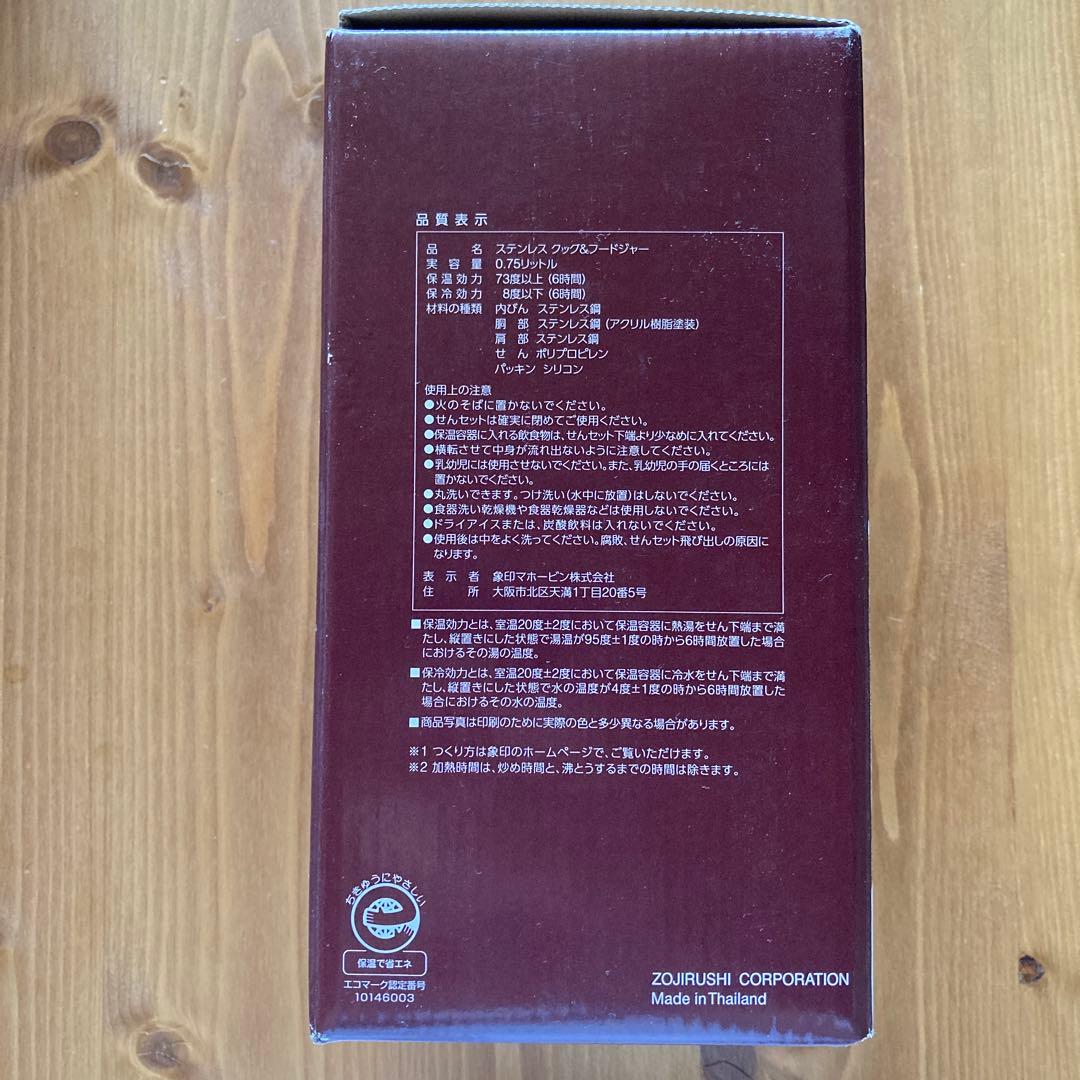 品質表示
品名 ステンレス クック&フードジャー
実容量 0.75リットル
保温効力 73度以上(6時間)
保冷効力 8度以下(6時間)
材料の種類 内びん ステンレス鋼
胴部 ステンレス鋼(アクリル樹脂塗装)
肩部 ステンレス鋼
せん ポリプロピレン
パッキン シリコン
使用上の注意
●火のそばに置かないでください。
●せんセットは確実に閉めてご使用ください。
●保温容器に入れる飲食物は、せんセット下端より少なめに入れてください。
●横転させて中身が流れ出ないように注意してください。
●乳幼児には使用させないでください。また、乳幼児の手の届くところには
置かないでください。
●丸洗いできます。つけ洗い(水中に放置)はしないでください。
●食器洗い乾燥機や食器乾燥器などは使用しないでください。
●ドライアイスまたは、炭酸飲料は入れないでください。
●使用後は中をよく洗ってください。腐敗、せんセット飛び出しの原因に
なります。
表示者 象印マホービン株式会社
住所 大阪市北区天満1丁目20番5号
■保温効力とは、室温20度±2度において保温容器に熱湯をせん下端まで満
たし、縦置きにした状態で湯温が95度±1度の時から6時間放置した場合
におけるその湯の温度。
■保冷効力とは、室温20度±2度において保温容器に冷水をせん下端まで満
たし、縦置きにした状態で水の温度が4度±1度の時から6時間放置した
場合におけるその水の温度。
■商品写真は印刷のために実際の色と多少異なる場合があります。
※1 つくり方は象印のホームページで、ご覧いただけます。
※2 加熱時間は、炒め時間と、沸とうするまでの時間は除きます。
ちきゅうにやさしい
保温で省エネ
エコマーク認定番号
10146003
ZOJIRUSHI CORPORATION
Made in Thailand